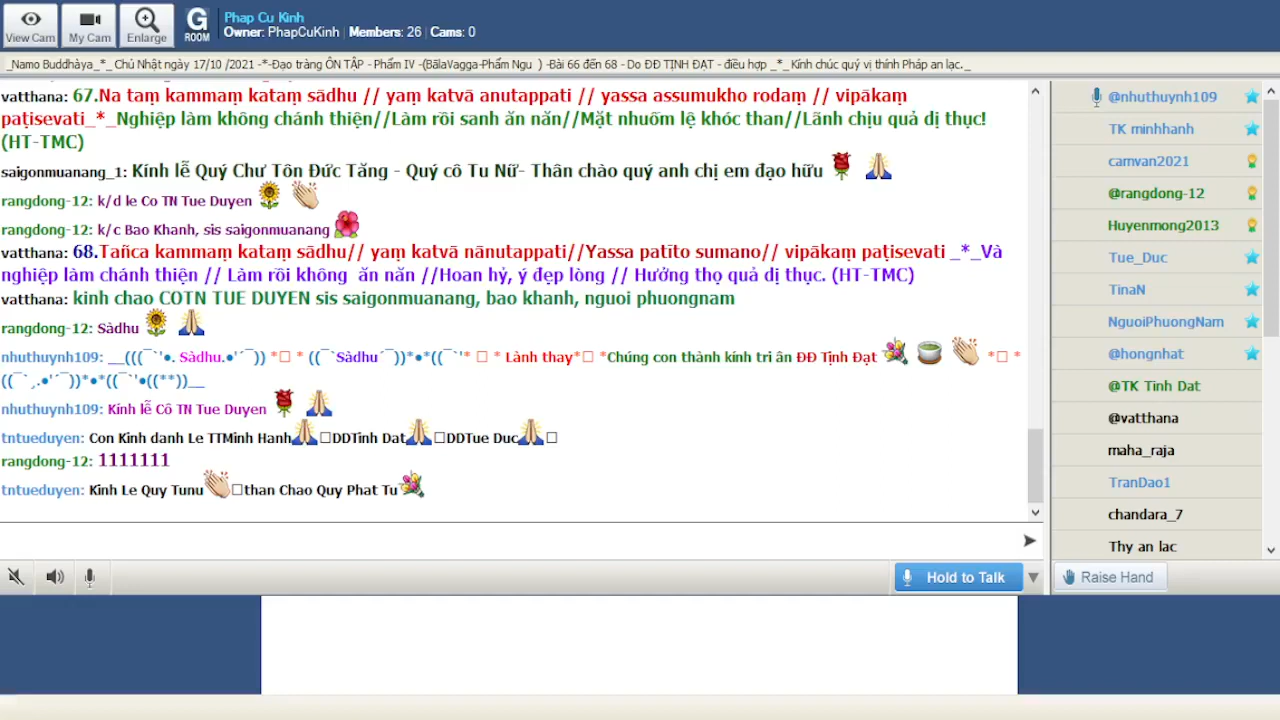 Phap Cu Kinh
Owner: PhapCuKinh | Members: 26 | Cams: 0
View Cam
My Cam
Enlarge
G ROOM
_Namo Buddhàya_*_ Chủ Nhật ngày 17/10 /2021 -*-Đạo tràng ÔN TẬP - Phẩm IV -(BālaVagga-Phẩm Ngu ) -Bài 66 đến 68 - Do ĐĐ TỊNH ĐẠT - điều hợp _*_Kính chúc quý vị thính Pháp an lạc._
vatthana: 67.Na taṃ kammaṃ kataṃ sādhu // yaṃ katvā anutappati // yassa assumukho rodaṃ // vipākaṃ
paṭisevati_*_Nghiệp làm không chánh thiện//Làm rồi sanh ăn năn//Mặt nhuốm lệ khóc than//Lãnh chịu quả dị thục!
(HT-TMC)
saigonmuanang_1: Kính lễ Quý Chư Tôn Đức Tăng - Quý cô Tu Nữ- Thân chào quý anh chị em đạo hữu
rangdong-12: k/d le Co TN Tue Duyen
rangdong-12: k/c Bao Khanh, sis saigonmuanang
vatthana: 68.Tañca kammaṃ kataṃ sādhu// yaṃ katvā nānutappati//Yassa patīto sumano// vipākaṃ paṭisevati _*_Và
nghiệp làm chánh thiện // Làm rồi không ăn năn //Hoan hỷ, ý đẹp lòng // Hưởng thọ quả dị thục. (HT-TMC)
vatthana: kinh chao COTN TUE DUYEN sis saigonmuanang, bao khanh, nguoi phuongnam
rangdong-12: Sàdhu
nhuthuynh109: __(((¯`'•. Sàdhu.•'´¯)) *□ * ((¯`Sàdhu´¯))*•*((¯`'* □ * Lành thay*□ *Chúng con thành kính tri ân ĐĐ Tịnh Đạt *□ *
((¯`¸.•'´¯))*•*((¯`'•((**))__
nhuthuynh109: Kính lễ Cô TN Tue Duyen
tntueduyen: Con Kinh danh Le TTMinh Hanh□DDTinh Dat□DDTue Duc□
rangdong-12: 1111111
tntueduyen: Kinh Le Quy Tunu□than Chao Quy Phat Tu
@nhuthuynh109
TK minhhanh
camvan2021
@rangdong-12
Huyenmong2013
Tue_Duc
TinaN
NguoiPhuongNam
@hongnhat
@TK Tinh Dat
@vatthana
maha_raja
TranDao1
chandara_7
Thy an lac
Hold to Talk
Raise Hand